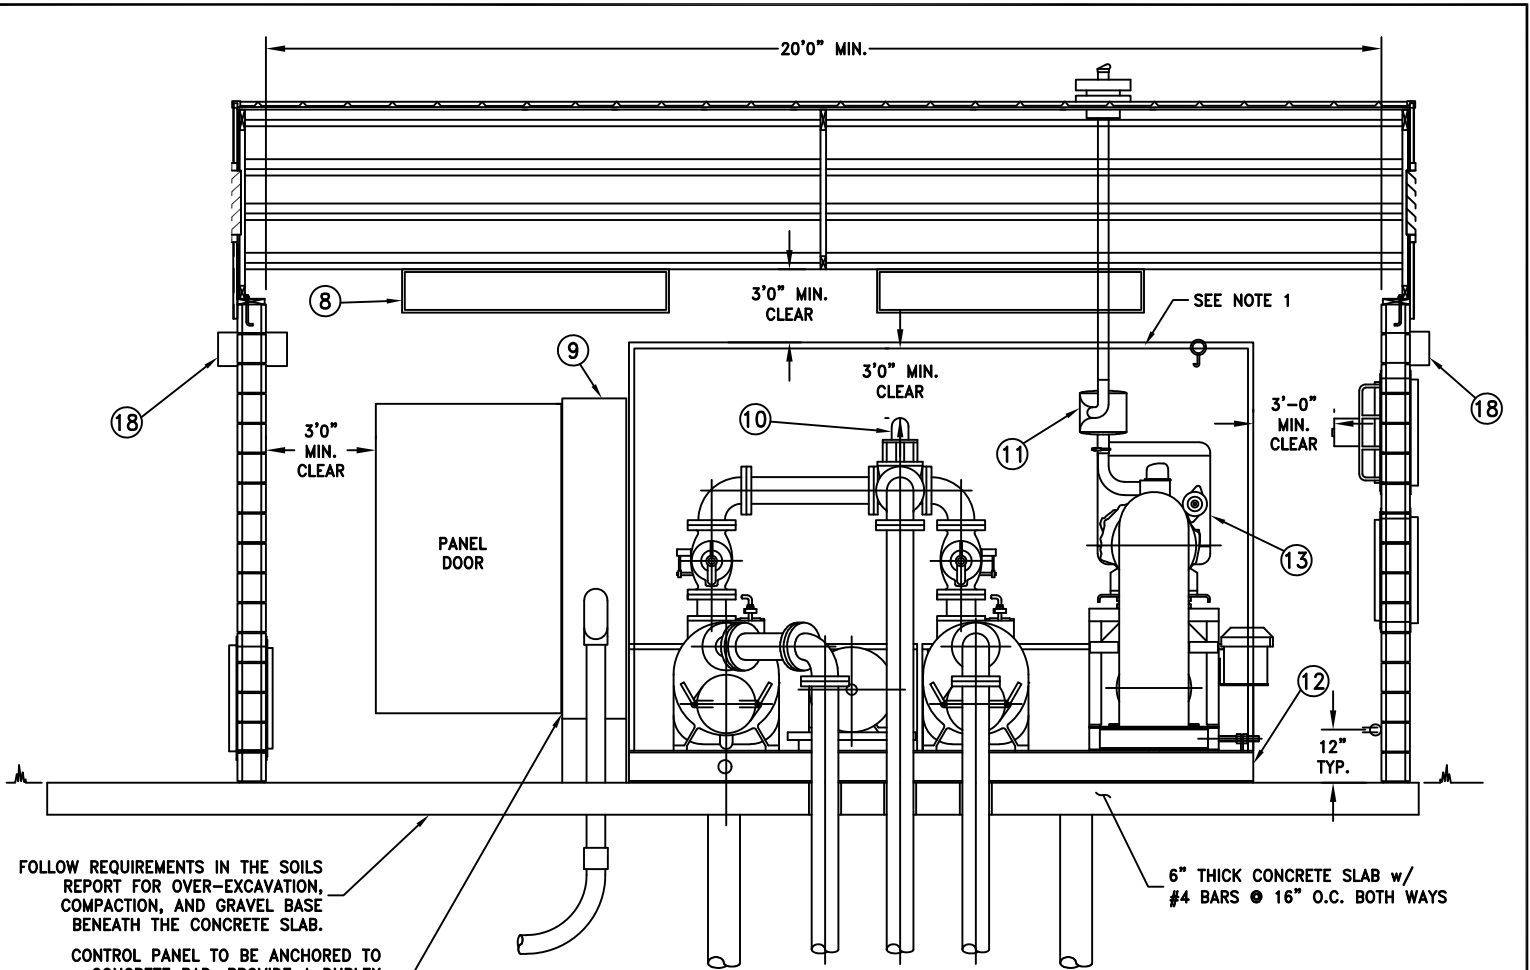 20'0" MIN.
3'0" MIN.
CLEAR
SEE NOTE 1
8
9
18
3'0" MIN.
CLEAR
10
11
3'-0"
MIN.
CLEAR
18
3'0"
MIN.
CLEAR
PANEL
DOOR
13
12
12"
TYP.
FOLLOW REQUIREMENTS IN THE SOILS
REPORT FOR OVER-EXCAVATION,
COMPACTION, AND GRAVEL BASE
BENEATH THE CONCRETE SLAB.
6" THICK CONCRETE SLAB w/
#4 BARS @ 16" O.C. BOTH WAYS
CONTROL PANEL TO BE ANCHORED TO